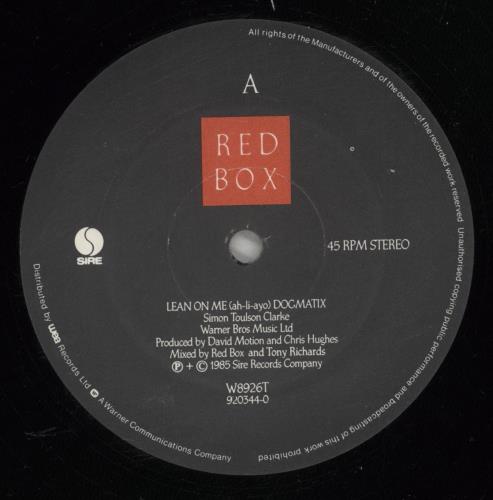 A
RED
BOX
SIRE
45 RPM STEREO
LEAN ON ME (ah-li-ayo) DOGMATIX
Simon Toulson Clarke
Warner Bros Music Ltd
Produced by David Motion and Chris Hughes
Mixed by Red Box and Tony Richards
Ⓟ + © 1985 Sire Records Company
W8926T
920344-0
All rights of the Manufacturers and of the owners of the recorded work reserved. Unauthorised copying public performance and broadcasting of this work prohibited
Distributed by wea Records Ltd A Warner Communications Company